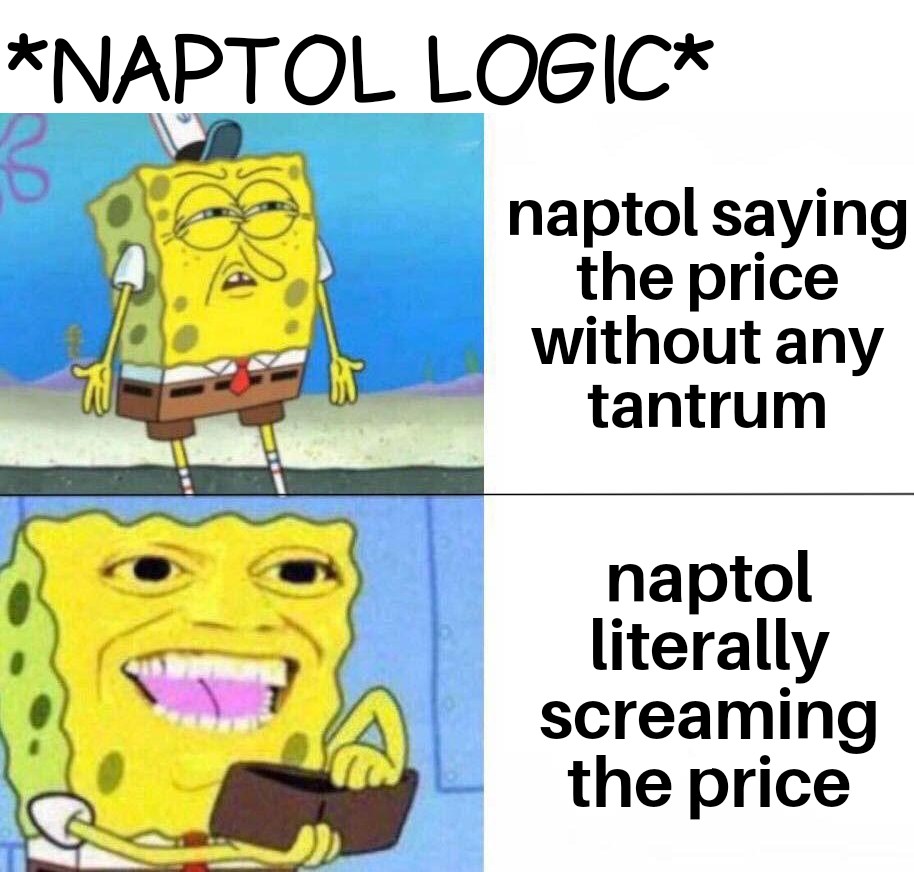 *NAPTOL LOGIC*
naptol saying
the price
without any
tantrum
naptol
literally
screaming
the price